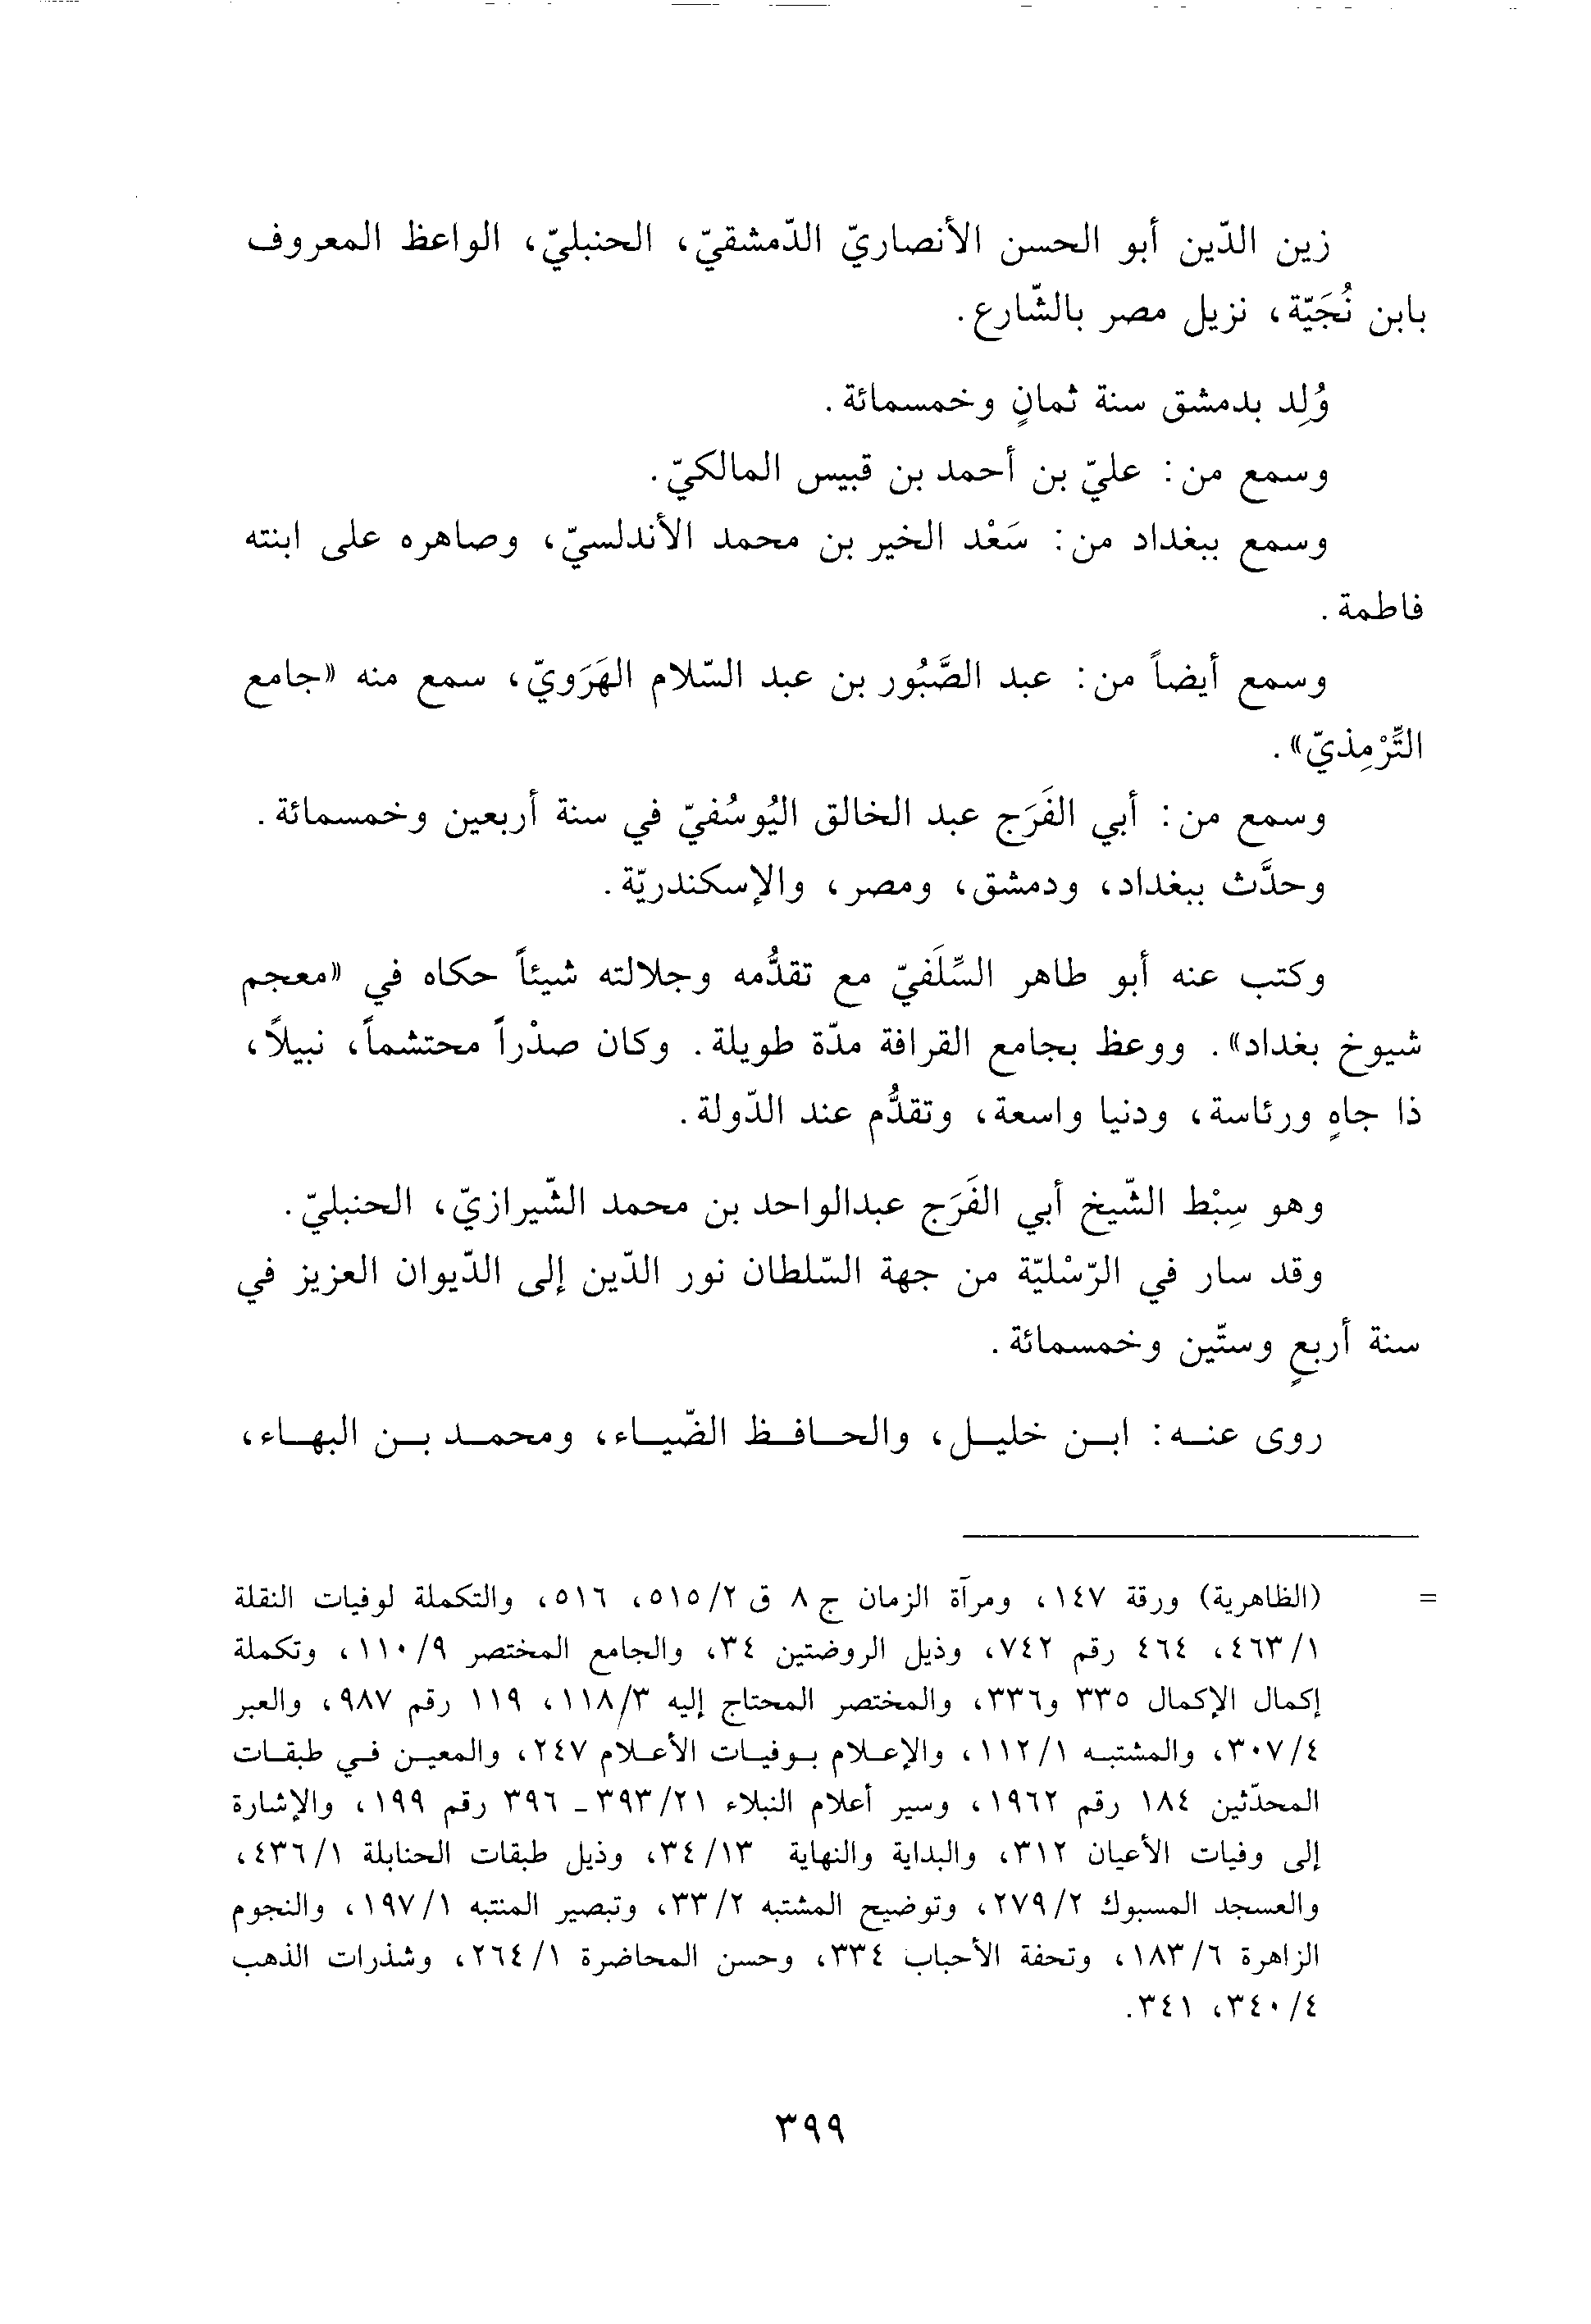 زين الدّين أبو الحسن الأنصاريّ الدّمشقيّ، الحنبليّ، الواعظ المعروف
بابن نُجَيّة، نزيل مصر بالشّارع.
وُلِد بدمشق سنة ثمانٍ وخمسمائة.
وسمع من: عليّ بن أحمد بن قبيس المالكيّ.
وسمع ببغداد من: سَعْد الخير بن محمد الأندلسيّ، وصاهره على ابنته
فاطمة.
وسمع أيضاً من: عبد الصَّبُور بن عبد السّلام الهَرَويّ، سمع منه «جامع
التِّرْمِذيّ».
وسمع من: أبي الفَرَج عبد الخالق اليُوسُفيّ في سنة أربعين وخمسمائة.
وحدَّث ببغداد، ودمشق، ومصر، والإسكندريّة.
وكتب عنه أبو طاهر السِّلَفيّ مع تقدُّمه وجلالته شيئاً حكاه في «معجم
شيوخ بغداد». ووعظ بجامع القرافة مدّة طويلة. وكان صدْراً محتشماً، نبيلاً،
ذا جاهٍ ورئاسة، ودنيا واسعة، وتقدُّم عند الدّولة.
وهو سِبْط الشّيخ أبي الفَرَج عبدالواحد بن محمد الشّيرازيّ، الحنبليّ.
وقد سار في الرّسْليّة من جهة السّلطان نور الدّين إلى الدّيوان العزيز في
سنة أربعٍ وستّين وخمسمائة.
روى عنه: ابن خليل، والحافظ الضّياء، ومحمد بن البهاء،
= (الظاهرية) ورقة ١٤٧، ومرآة الزمان ج ٨ ق ٢/٥١٥، ٥١٦، والتكملة لوفيات النقلة
١/٤٦٣، ٤٦٤ رقم ٧٤٢، وذيل الروضتين ٣٤، والجامع المختصر ٩/١١٠، وتكملة
إكمال الإكمال ٣٣٥ و٣٣٦، والمختصر المحتاج إليه ٣/١١٨، ١١٩ رقم ٩٨٧، والعبر
٤/٣٠٧، والمشتبه ١/١١٢، والإعلام بوفيات الأعلام ٢٤٧، والمعين في طبقات
المحدّثين ١٨٤ رقم ١٩٦٢، وسير أعلام النبلاء ٢١/٣٩٣ - ٣٩٦ رقم ١٩٩، والإشارة
إلى وفيات الأعيان ٣١٢، والبداية والنهاية ١٣/٣٤، وذيل طبقات الحنابلة ١/٤٣٦،
والعسجد المسبوك ٢/٢٧٩، وتوضيح المشتبه ٢/٣٣، وتبصير المنتبه ١/١٩٧، والنجوم
الزاهرة ٦/١٨٣، وتحفة الأحباب ٣٣٤، وحسن المحاضرة ١/٢٦٤، وشذرات الذهب
٤/٣٤٠، ٣٤١.
٣٩٩